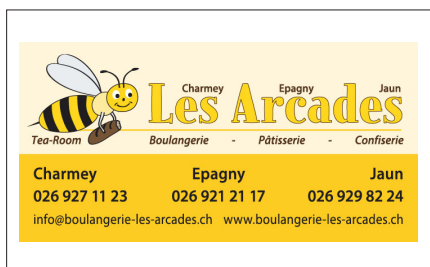 Charmey Epagny Jaun
Les Arcades
Tea-Room Boulangerie - Pâtisserie - Confiserie
Charmey Epagny Jaun
026 927 11 23 026 921 21 17 026 929 82 24
info@boulangerie-les-arcades.ch www.boulangerie-les-arcades.ch